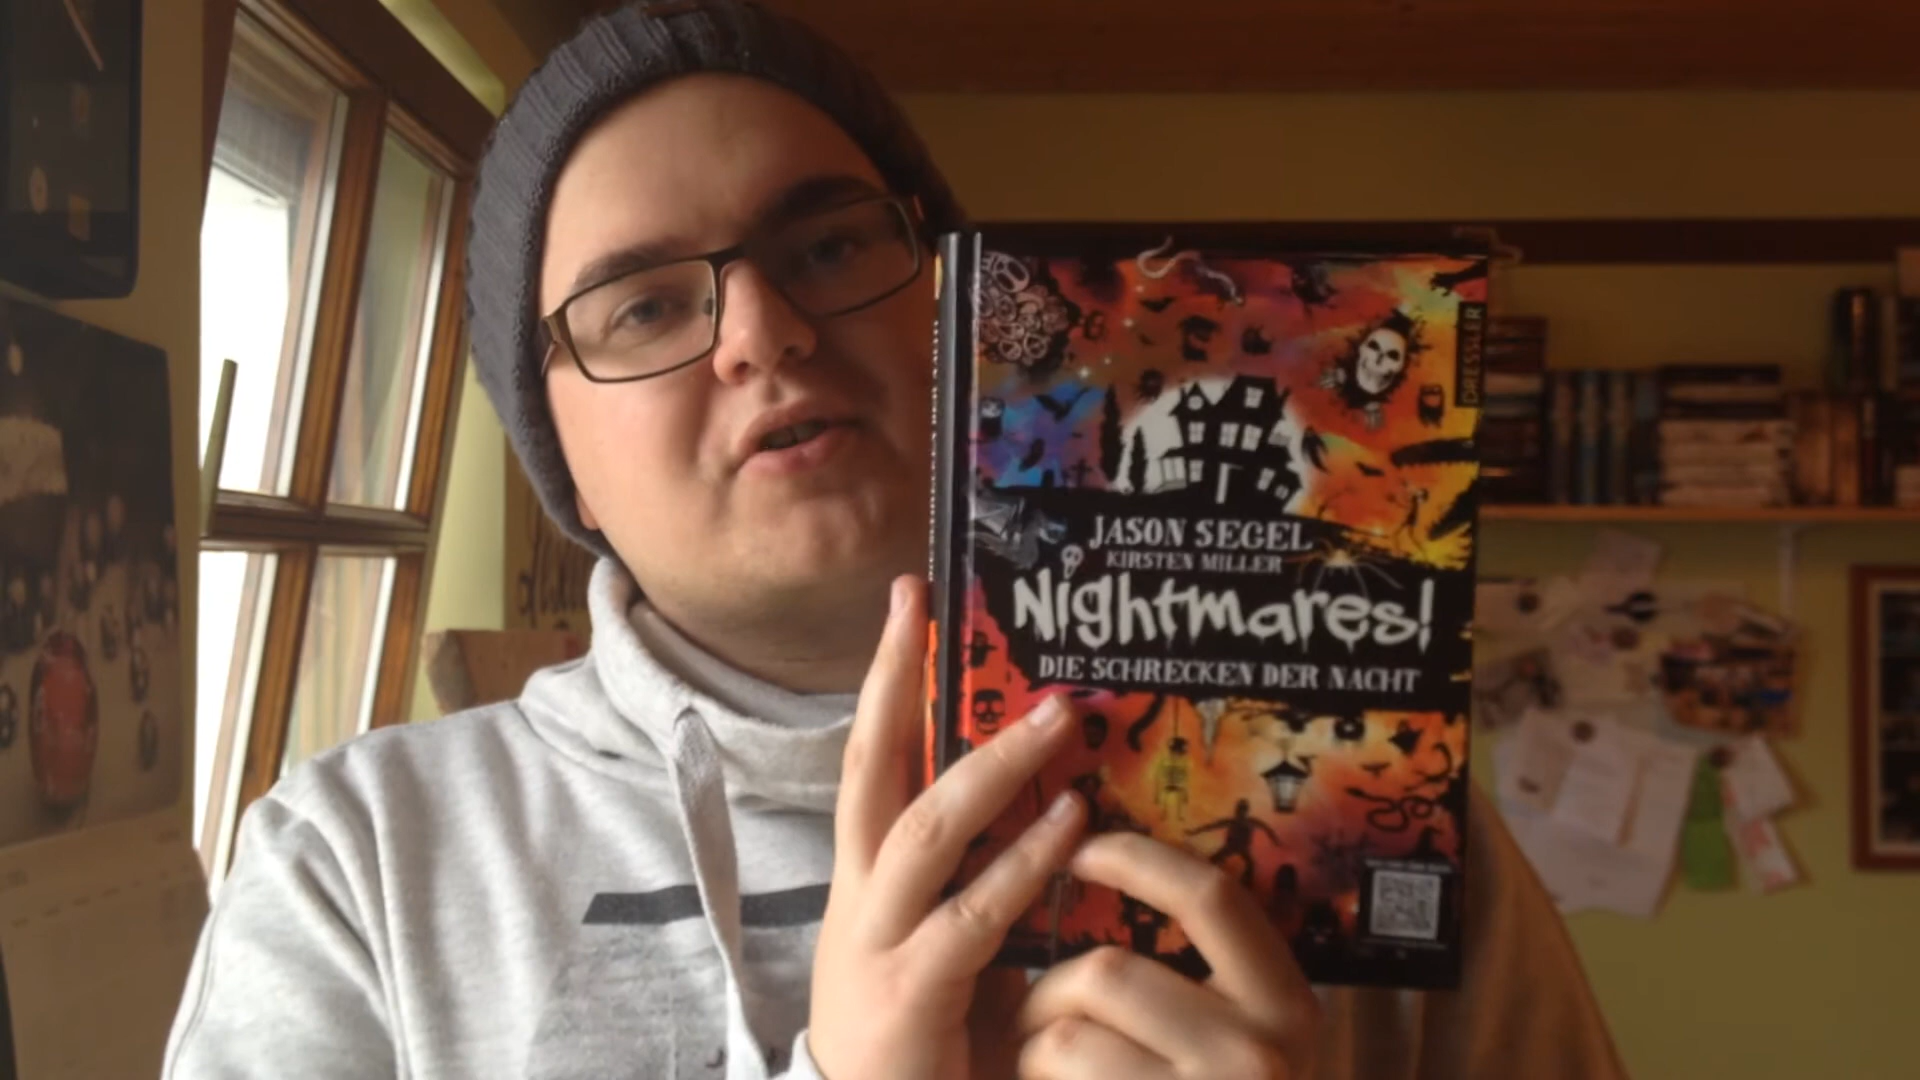 DRESSLER
JASON SEGEL
KIRSTEN MILLER
Nightmares!
DIE SCHRECKEN DER NACHT